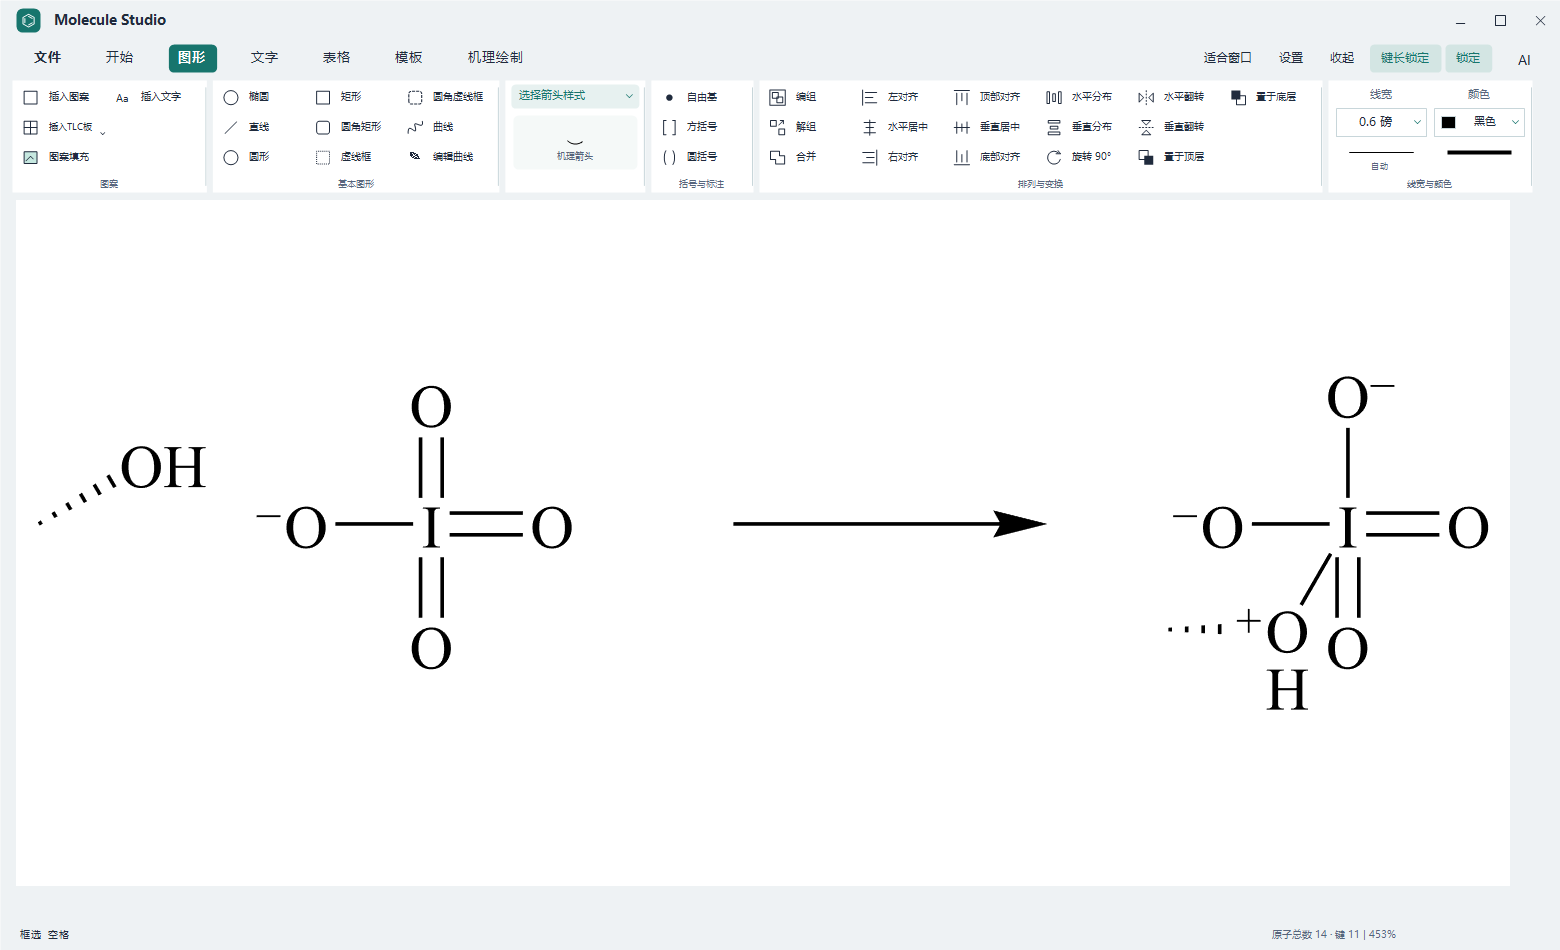 Molecule Studio
文件 开始 图形 文字 表格 模板 机理绘制 适合窗口 设置 收起 键长锁定 锁定 AI
插入图案 Aa 插入文字
插入TLC板
图案填充
图案
椭圆 矩形 圆角虚线框
直线 圆角矩形 曲线
圆形 虚线框 编辑曲线
基本图形
选择箭头样式
机理箭头
自由基
[ ] 方括号
( ) 圆括号
括号与标注
编组 左对齐 顶部对齐 水平分布 水平翻转 置于底层
解组 水平居中 垂直居中 垂直分布 垂直翻转
合并 右对齐 底部对齐 旋转 90° 置于顶层
排列与变换
线宽 颜色
0.6 磅 黑色
自动
线宽与颜色
O
OH
−O I O
O
O−
−O I O
+O O
H
框选 空格
原子总数 14 · 键 11 | 453%